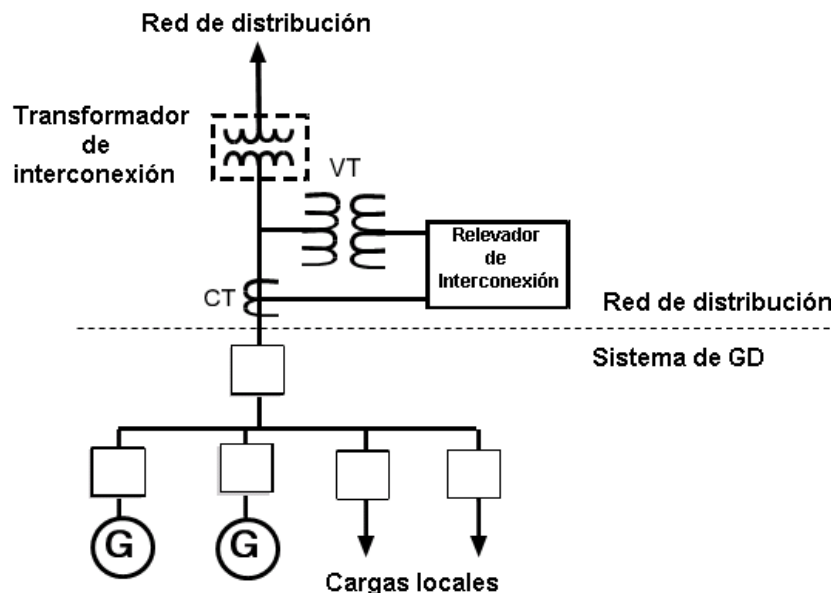 Red de distribución
Transformador
de
interconexión
VT
Relevador
de
Interconexión
CT
Red de distribución
Sistema de GD
G
G
Cargas locales